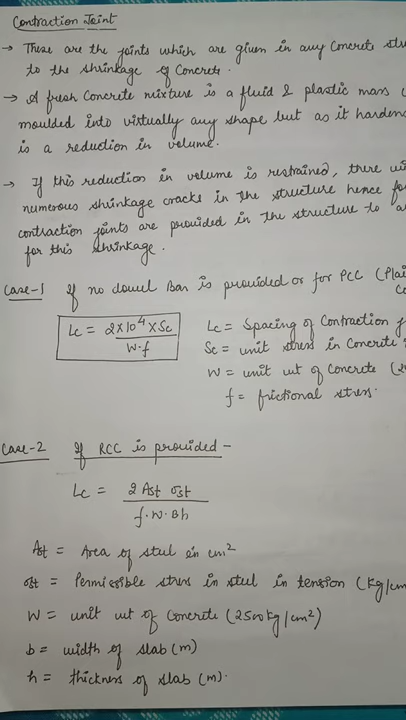 Contraction Joint
→ These are the joints which are given in any concrete
to the shrinkage of concrete.
→ A fresh concrete mixture is a fluid & plastic mass
moulded into virtually any shape but as it hardens
is a reduction in volume.
→ If this reduction in volume is restrained, there
numerous shrinkage cracks in the structure hence
contraction joints are provided in the structure to
for this shrinkage.
Case-1 If no dowel Bar is provided or for PCC
Lc = 2×10⁴×Sc / W·f
Lc = Spacing of Contraction
Sc = unit stress in Concrete
W = unit wt of Concrete
f = frictional stress.
Case-2 If RCC is provided -
Lc = 2 Ast σst / f·W·Bh
Ast = Area of steel in cm²
σst = Permissible stress in steel in tension (kg/cm
W = unit wt of concrete (2500kg/cm²)
b = width of slab (m)
h = thickness of slab (m).